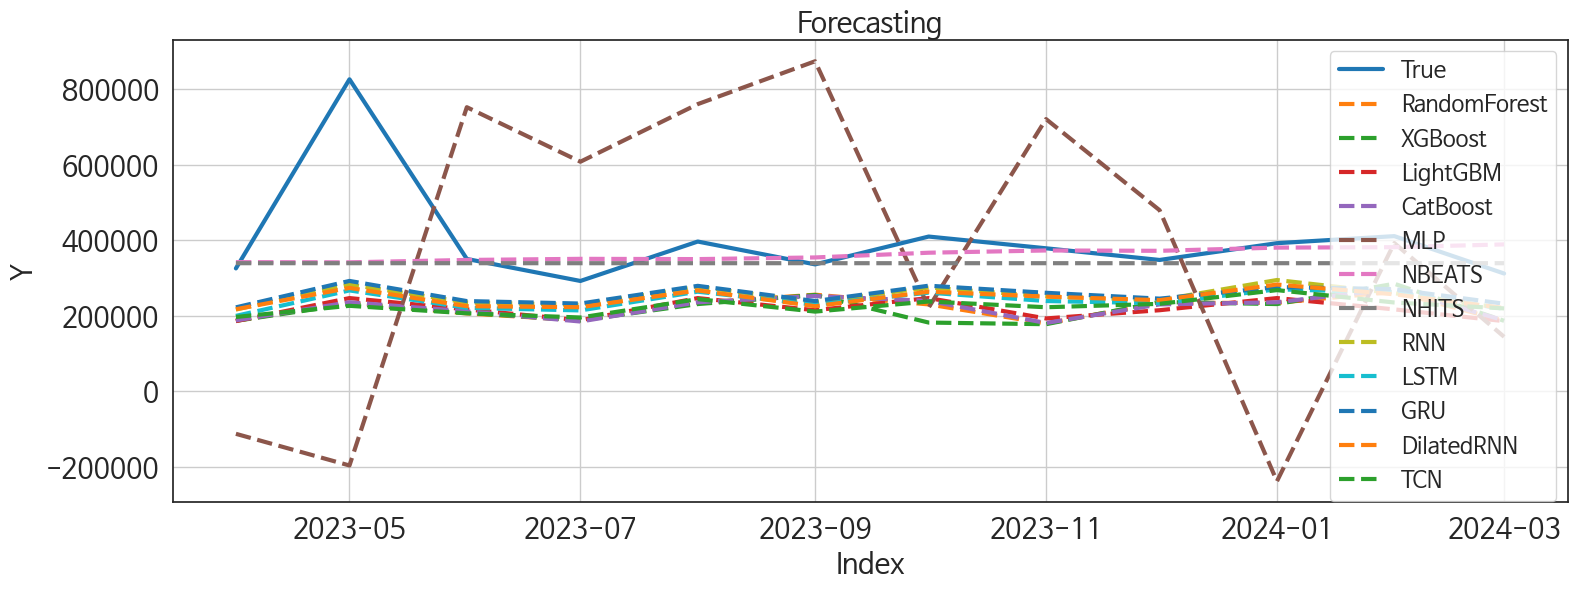 Forecasting
800000
600000
400000
200000
0
−200000
Y
2023−05
2023−07
2023−09
2023−11
2024−01
2024−03
Index
True
RandomForest
XGBoost
LightGBM
CatBoost
MLP
NBEATS
NHITS
RNN
LSTM
GRU
DilatedRNN
TCN